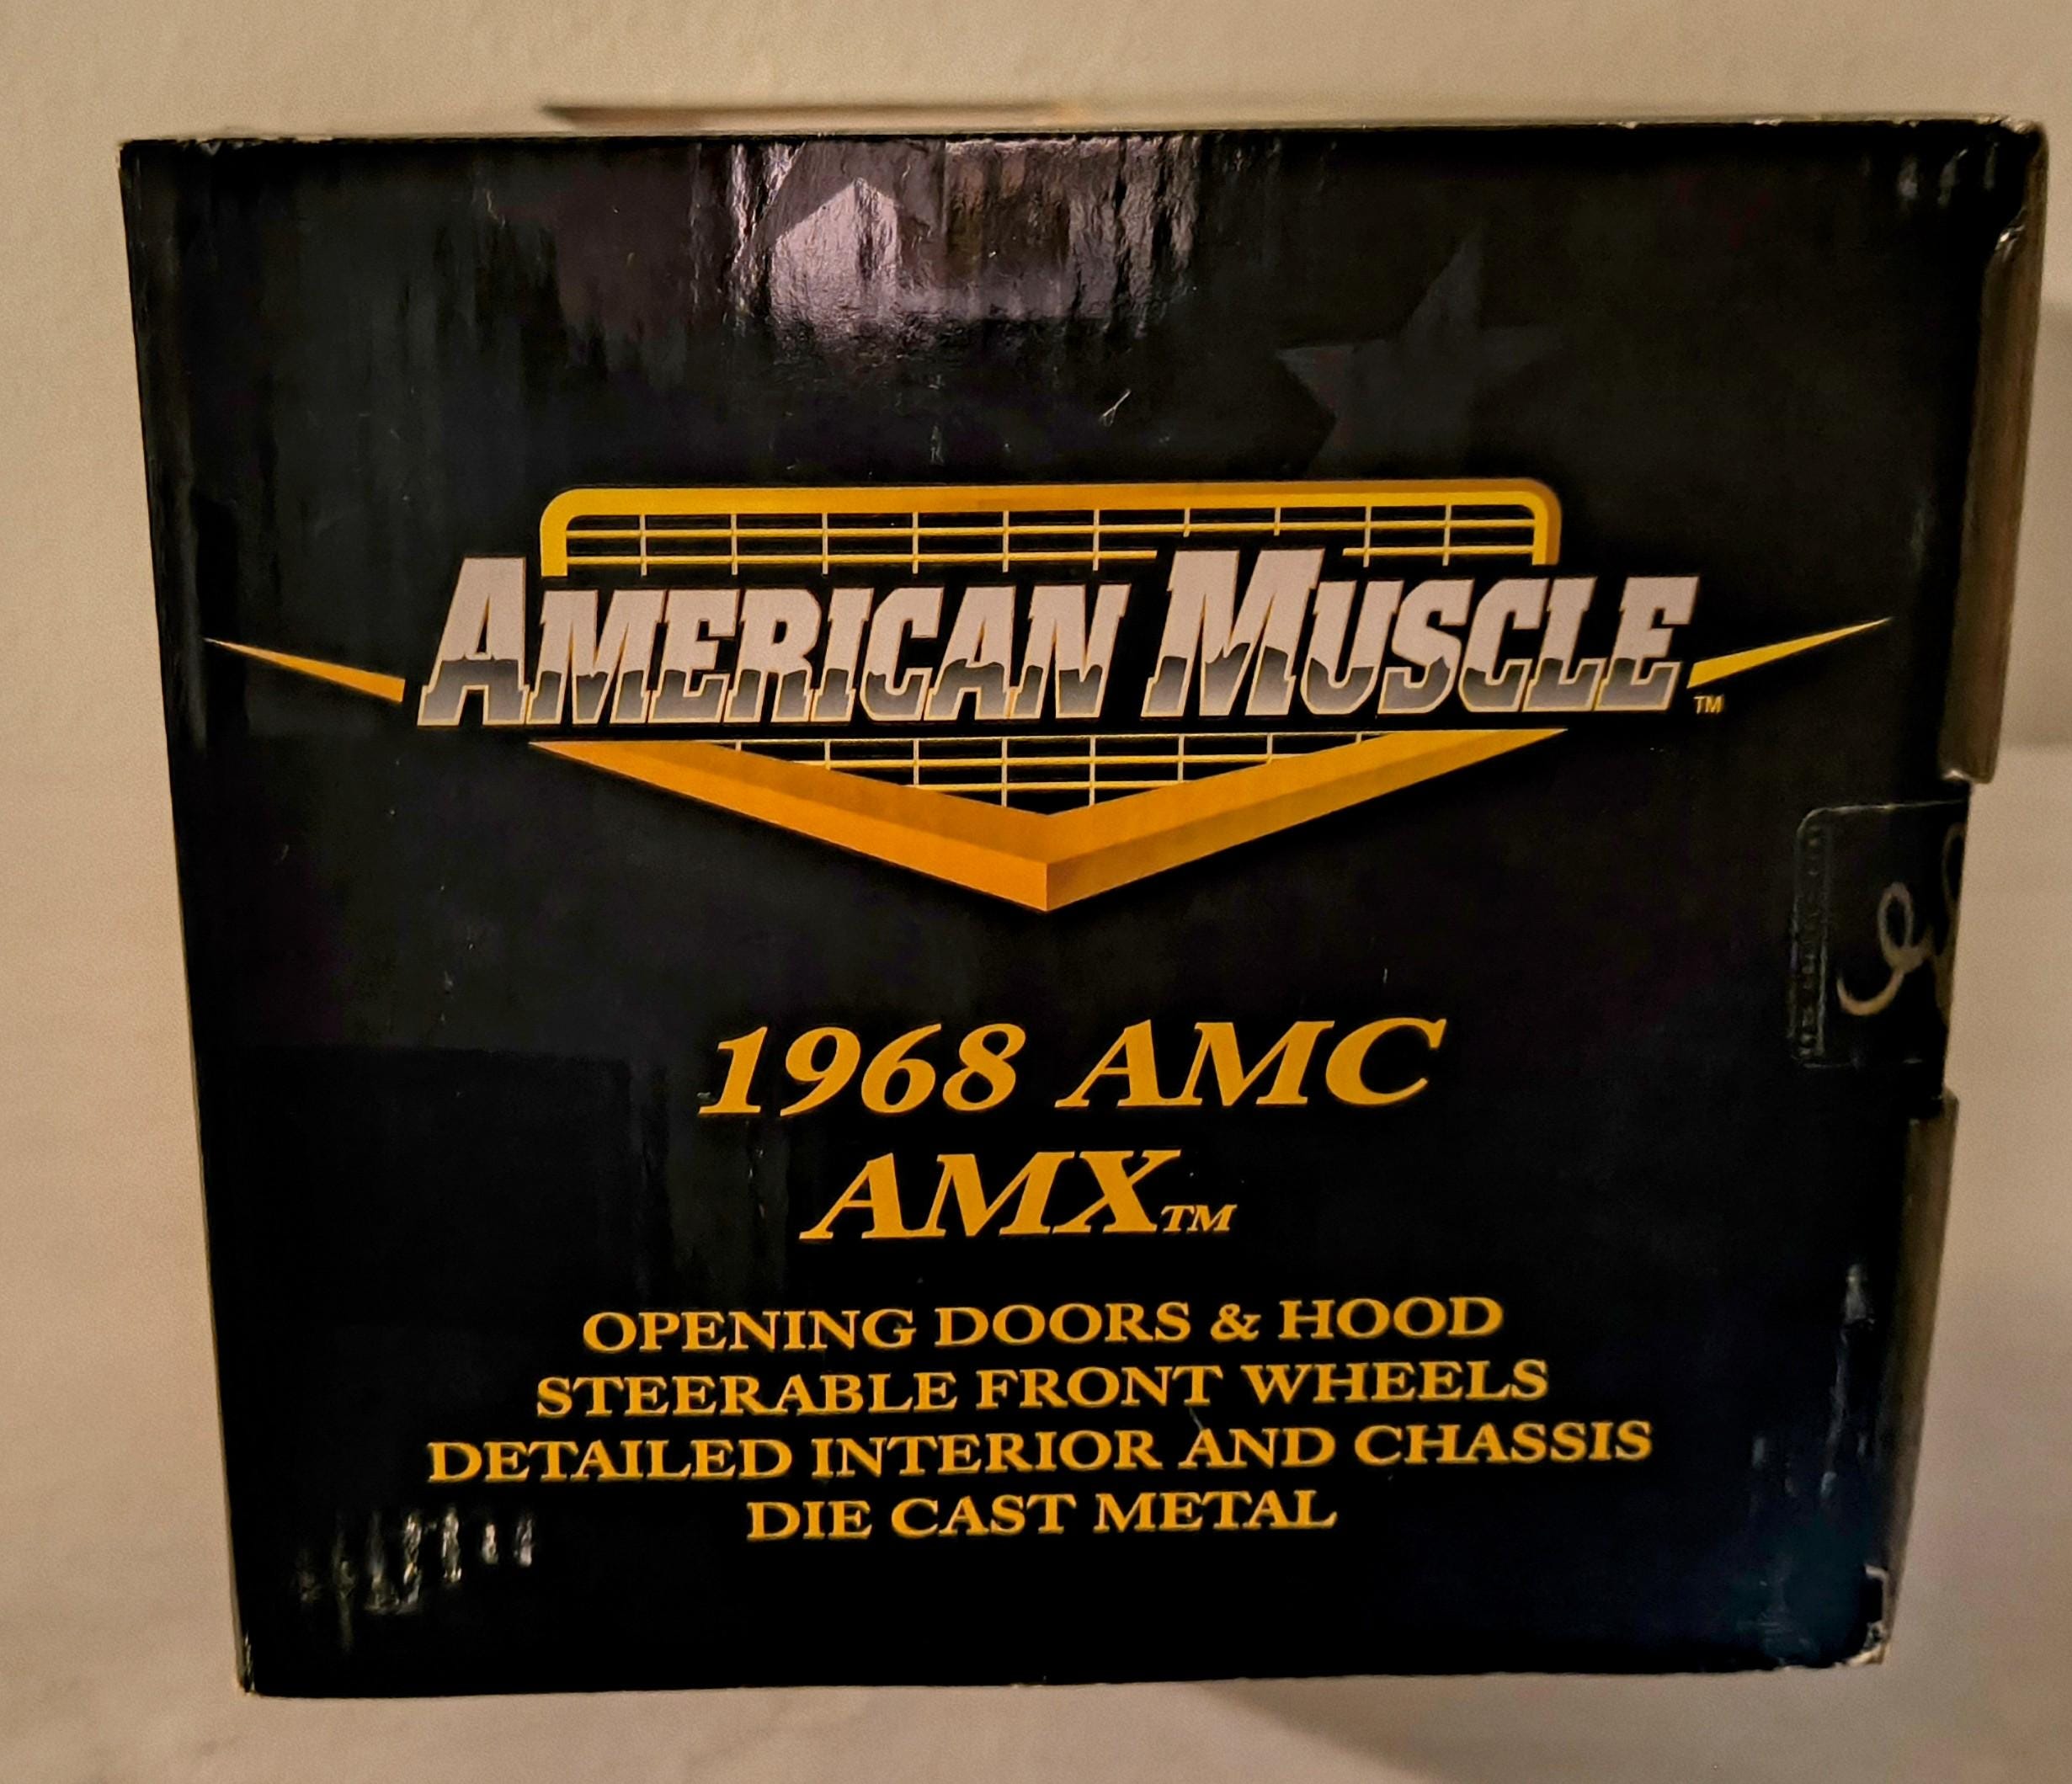 AMERICAN MUSCLE™
1968 AMC
AMX™
OPENING DOORS & HOOD
STEERABLE FRONT WHEELS
DETAILED INTERIOR AND CHASSIS
DIE CAST METAL